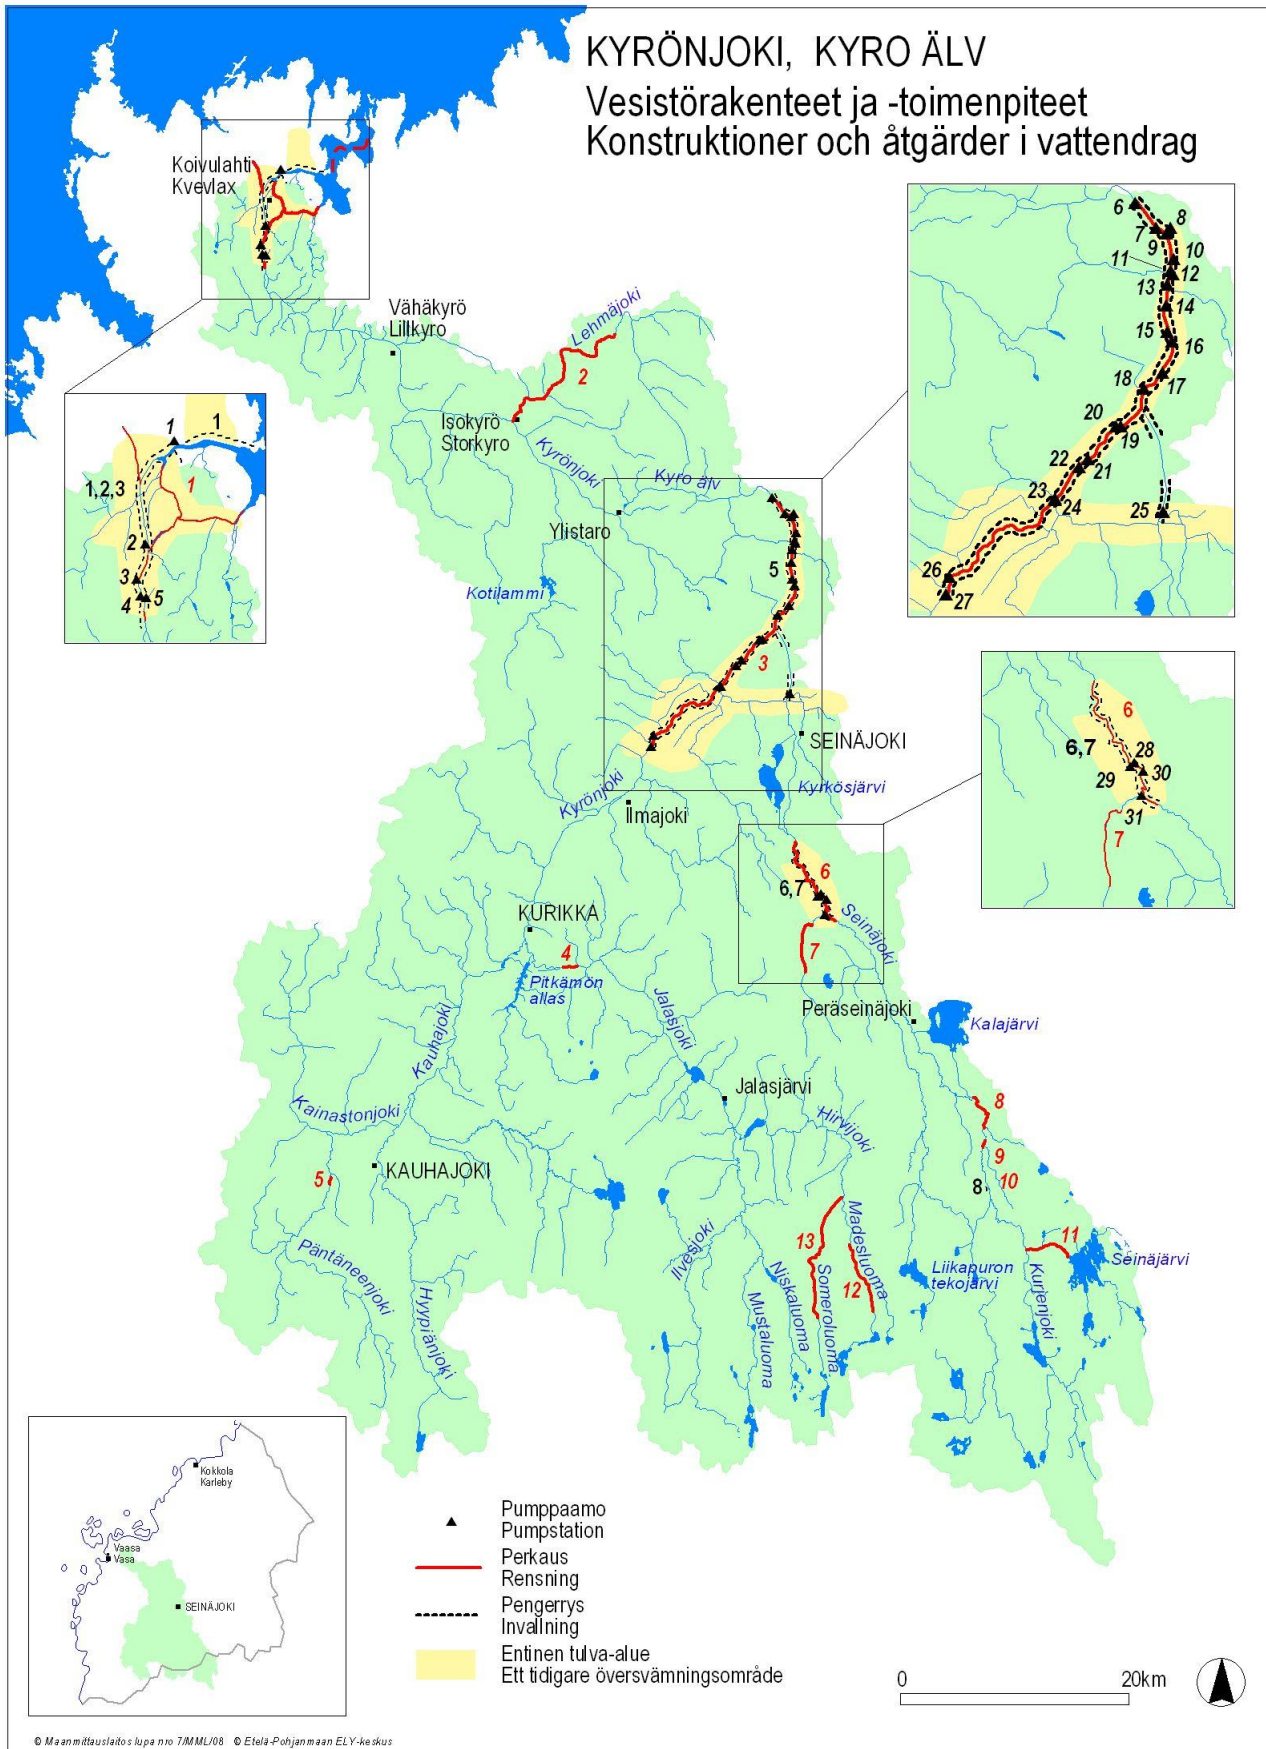 KYRÖNJOKI, KYRO ÄLV
Vesistörakenteet ja -toimenpiteet
Konstruktioner och åtgärder i vattendrag
Koivulahti
Kvevlax
Vähäkyrö
Lillkyro
Lehmäjoki
2
Isokyrö
Storkyro
Kyrönjoki
Kyro älv
Ylistaro
5
Kotilammi
3
SEINÄJOKI
Kyrkösjärvi
Kyrönjoki
Ilmajoki
6
6,7
Seinäjoki
7
KURIKKA
4
Pitkämön
allas
Jalasjoki
Kauhajoki
Peräseinäjoki
Kalajärvi
Jalasjärvi
Kainastonjoki
Hirvijoki
8
9
10
8
KAUHAJOKI
5
Päntäneenjoki
Hyypiänjoki
Ilvesjoki
13
Madesluoma
12
Someroluoma
Niskaluoma
Mustaluoma
Liikapuron
tekojärvi
11
Seinäjärvi
Kurjenjoki
1
1
1,2,3
1
2
3
4
5
6
7
8
9
10
11
12
13
14
15
16
17
18
19
20
21
22
23
24
25
26
27
6
6,7
28
29
30
31
7
Kokkola
Karleby
Vaasa
Vasa
SEINÄJOKI
Pumppaamo
Pumpstation
Perkaus
Rensning
Pengerrys
Invallning
Entinen tulva-alue
Ett tidigare översvämningsområde
0 20km
© Maanmittauslaitos lupa nro 7/MML/08 © Etelä-Pohjanmaan ELY-keskus